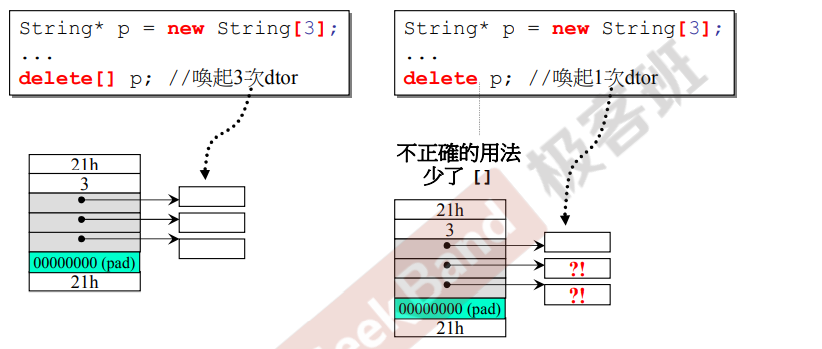 String* p = new String[3];
...
delete[] p; //喚起3次dtor
21h
3
00000000 (pad)
21h
String* p = new String[3];
...
delete p; //喚起1次dtor
不正確的用法
少了 []
21h
3
?!
?!
00000000 (pad)
21h
GeekBand 极客班